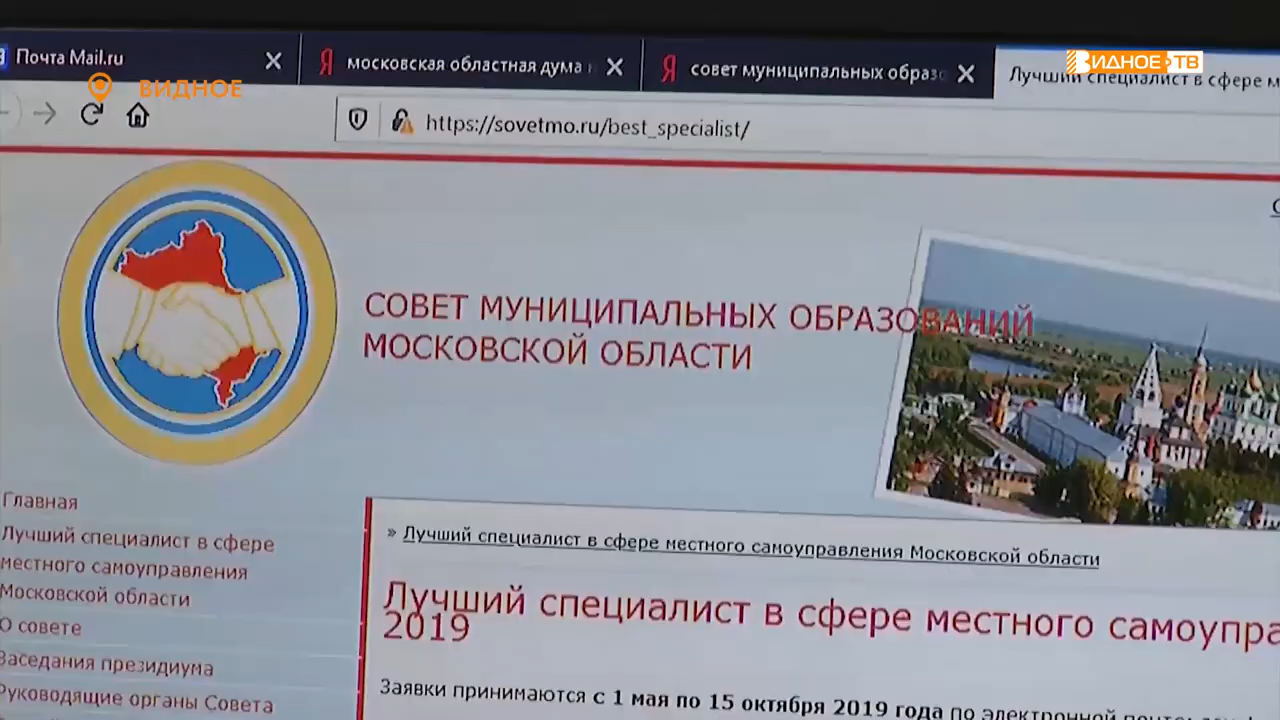 Почта Mail.ru
московская областная дума
совет муниципальных образо
Лучший специалист в сфере м
ВИДНОЕ ТВ
ВИДНОЕ
https://sovetmo.ru/best_specialist/
СОВЕТ МУНИЦИПАЛЬНЫХ ОБРАЗОВАНИЙ
МОСКОВСКОЙ ОБЛАСТИ
Главная
Лучший специалист в сфере
местного самоуправления
Московской области
О совете
Заседания президиума
Руководящие органы Совета
» Лучший специалист в сфере местного самоуправления Московской области
Лучший специалист в сфере местного самоупра
2019
Заявки принимаются с 1 мая по 15 октября 2019 года по электронной почте: